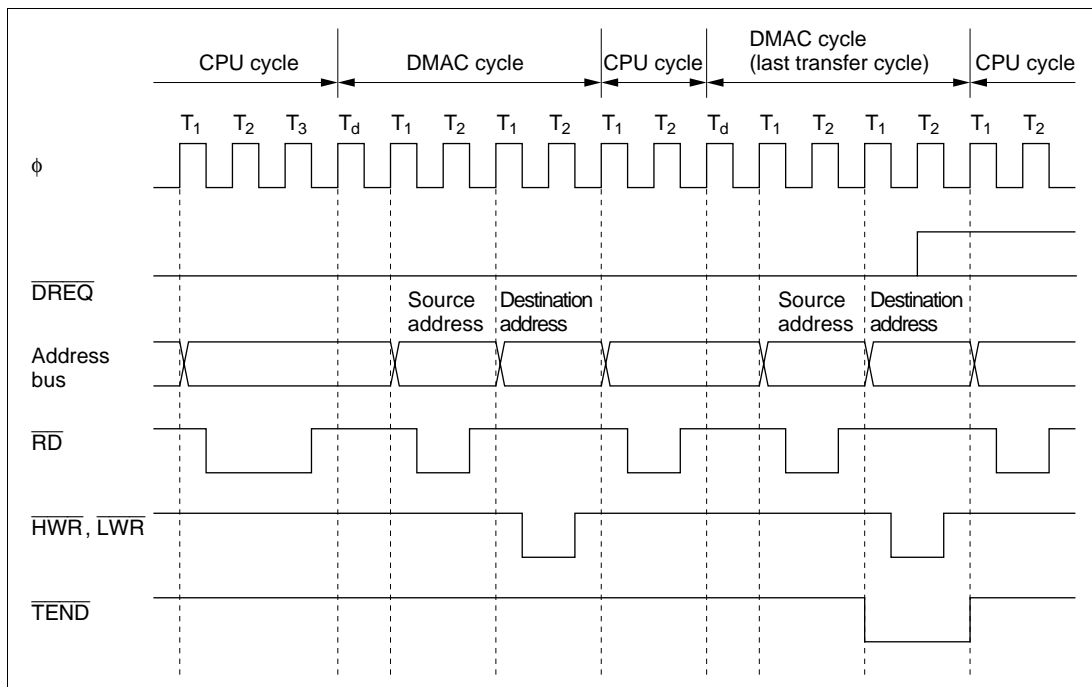 CPU cycle DMAC cycle CPU cycle DMAC cycle
(last transfer cycle) CPU cycle
T1 T2 T3 Td T1 T2 T1 T2 T1 T2 Td T1 T2 T1 T2 T1 T2
φ
DREQ
Source
address
Destination
address
Source
address
Destination
address
Address
bus
RD
HWR, LWR
TEND